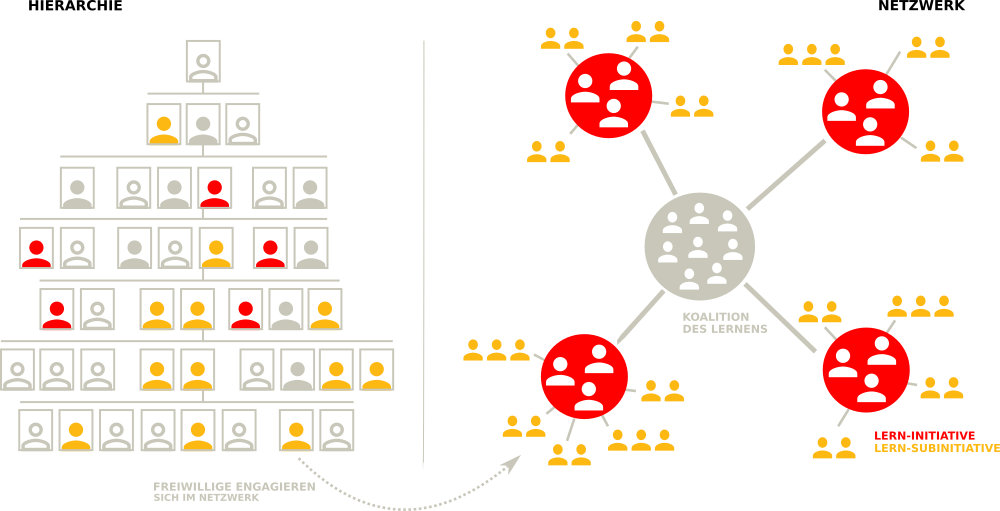 HIERARCHIE
NETZWERK
KOALITION
DES LERNENS
LERN-INITIATIVE
LERN-SUBINITIATIVE
FREIWILLIGE ENGAGIEREN
SICH IM NETZWERK